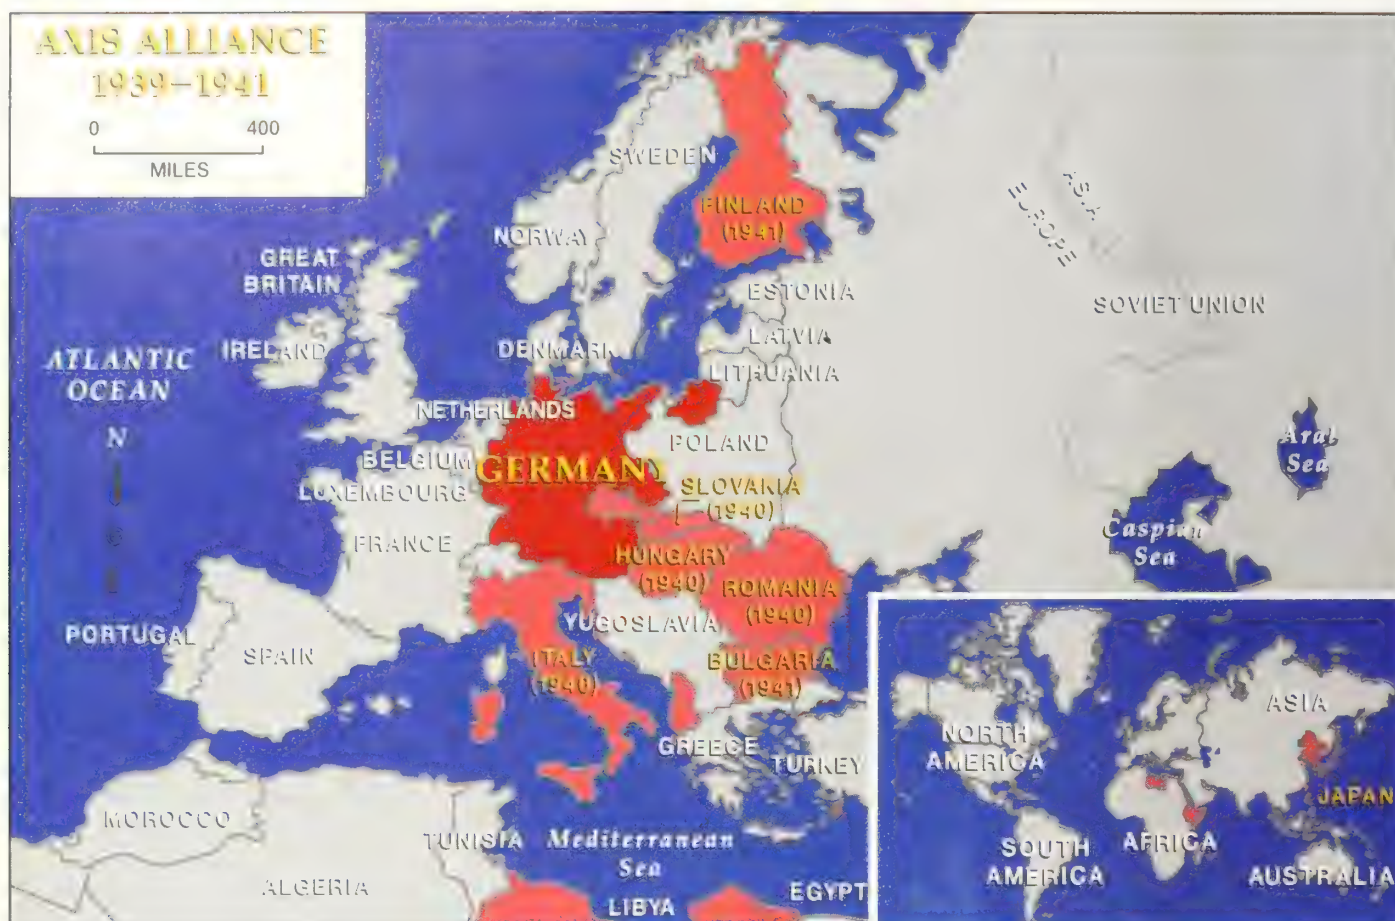 AXIS ALLIANCE
1939–1941
0 400
MILES
SWEDEN
FINLAND
(1941)
NORWAY
ASIA
EUROPE
GREAT
BRITAIN
ESTONIA
SOVIET UNION
LATVIA
IRELAND
DENMARK
ATLANTIC
OCEAN
LITHUANIA
NETHERLANDS
N
POLAND
Aral
Sea
BELGIUM
GERMANY
LUXEMBOURG
SLOVAKIA
(1940)
Caspian
Sea
FRANCE
HUNGARY
(1940)
ROMANIA
(1940)
PORTUGAL
YUGOSLAVIA
SPAIN
ITALY
(1940)
BULGARIA
(1941)
GREECE
TURKEY
MOROCCO
TUNISIA
Mediterranean
Sea
ALGERIA
LIBYA
EGYPT
ASIA
NORTH
AMERICA
JAPAN
AFRICA
SOUTH
AMERICA
AUSTRALIA